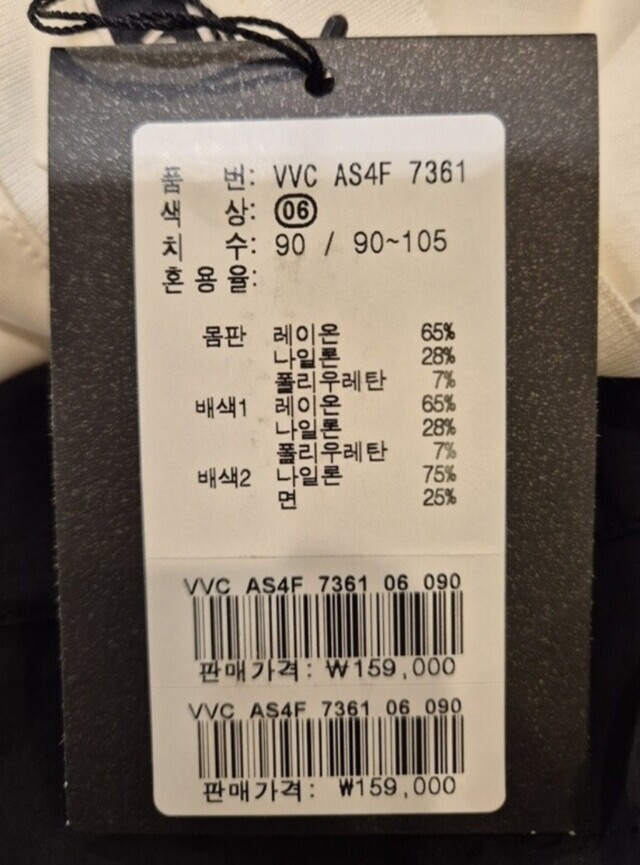 품 번: VVC AS4F 7361
색 상: 06
치 수: 90 / 90~105
혼 용 율:
몸판 레이온 65%
나일론 28%
폴리우레탄 7%
배색1 레이온 65%
나일론 28%
폴리우레탄 7%
배색2 나일론 75%
면 25%
VVC AS4F 7361 06 090
판매가격: ₩159,000
VVC AS4F 7361 06 090
판매가격: ₩159,000